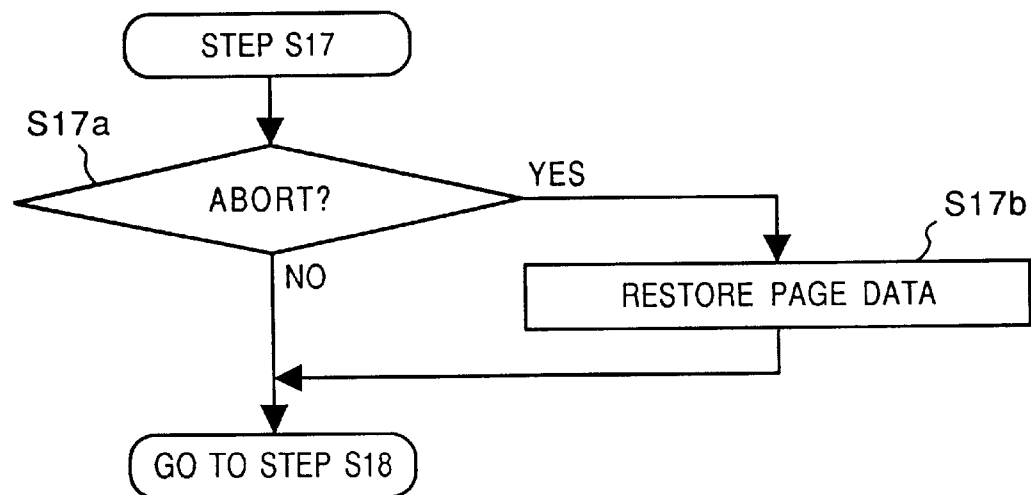 STEP S17
S17a
ABORT?
YES
S17b
NO
RESTORE PAGE DATA
GO TO STEP S18